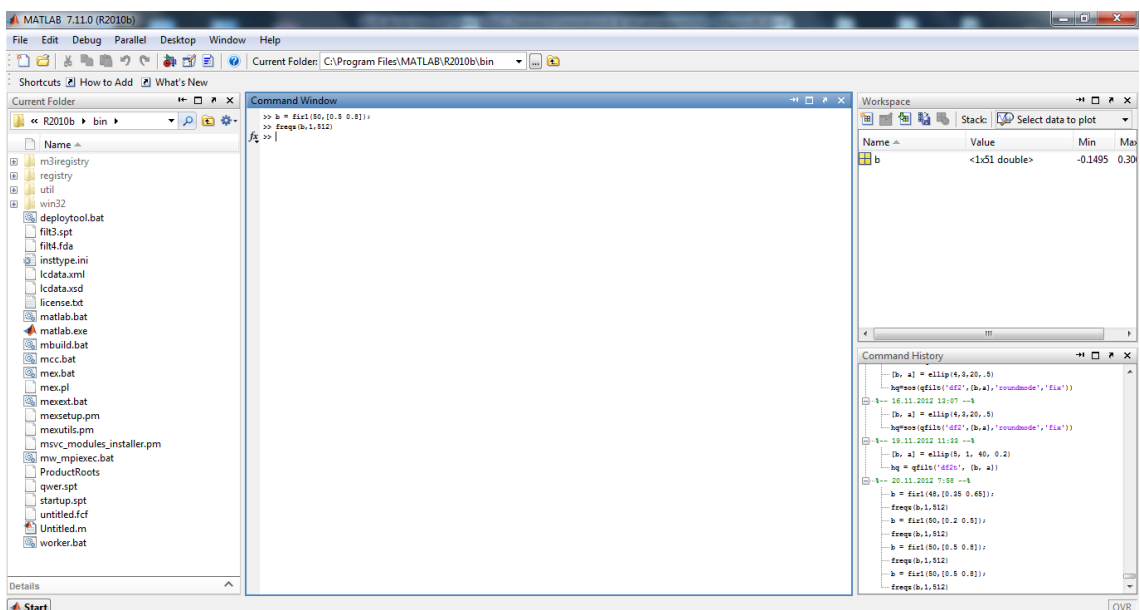 MATLAB 7.11.0 (R2010b)
File Edit Debug Parallel Desktop Window Help
Current Folder: C:\Program Files\MATLAB\R2010b\bin
Shortcuts How to Add What's New
Current Folder
« R2010b ▸ bin ▸
Name
m3iregistry
registry
util
win32
deploytool.bat
filt3.spt
filt4.fda
insttype.ini
lcdata.xml
lcdata.xsd
license.txt
matlab.bat
matlab.exe
mbuild.bat
mcc.bat
mex.bat
mex.pl
mexext.bat
mexsetup.pm
mexutils.pm
msvc_modules_installer.pm
mw_mpiexec.bat
ProductRoots
qwer.spt
startup.spt
untitled.fcf
Untitled.m
worker.bat
Details
Command Window
>> b = fir1(50,[0.5 0.8]);
>> freqs(b,1,512)
fx >>
Workspace
Stack: Select data to plot
Name Value Min Max
b <1x51 double> -0.1495 0.300
Command History
[b, a] = ellip(4,3,20,.5)
hq=sos(qfilt('df2',{b,a},'roundmode','fix'))
%-- 16.11.2012 13:07 --%
[b, a] = ellip(4,3,20,.5)
hq=sos(qfilt('df2',{b,a},'roundmode','fix'))
%-- 19.11.2012 11:33 --%
[b, a] = ellip(5, 1, 40, 0.2)
hq = qfilt('df2t', {b, a})
%-- 20.11.2012 7:58 --%
b = fir1(48,[0.35 0.65]);
freqs(b,1,512)
b = fir1(50,[0.2 0.5]);
freqs(b,1,512)
b = fir1(50,[0.5 0.8]);
freqs(b,1,512)
b = fir1(50,[0.5 0.8]);
freqs(b,1,512)
Start
OVR